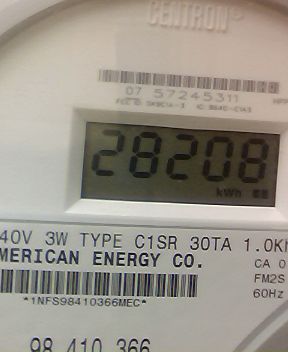 CENTRON®
07 57245311
28208
kWh
40V 3W TYPE C1SR 30TA 1.0K
MERICAN ENERGY CO.
CA 0
FM2S
60Hz
*1NFS98410366MEC*
98 410 366